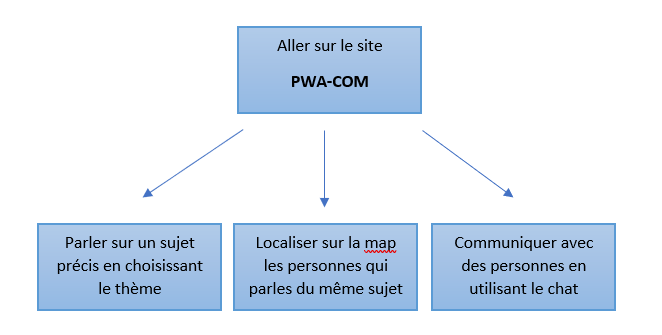 Aller sur le site
PWA-COM
Parler sur un sujet
précis en choisissant
le thème
Localiser sur la map
les personnes qui
parles du même sujet
Communiquer avec
des personnes en
utilisant le chat